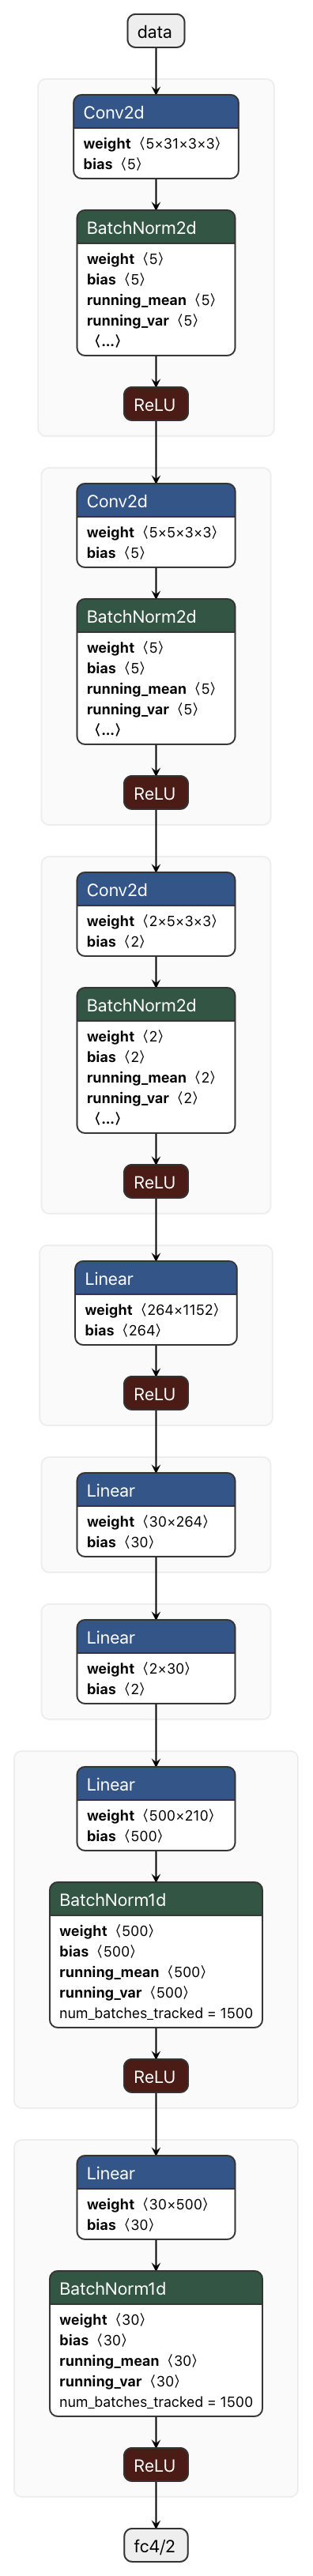 data
Conv2d
weight 〈5×31×3×3〉
bias 〈5〉
BatchNorm2d
weight 〈5〉
bias 〈5〉
running_mean 〈5〉
running_var 〈5〉
〈...〉
ReLU
Conv2d
weight 〈5×5×3×3〉
bias 〈5〉
BatchNorm2d
weight 〈5〉
bias 〈5〉
running_mean 〈5〉
running_var 〈5〉
〈...〉
ReLU
Conv2d
weight 〈2×5×3×3〉
bias 〈2〉
BatchNorm2d
weight 〈2〉
bias 〈2〉
running_mean 〈2〉
running_var 〈2〉
〈...〉
ReLU
Linear
weight 〈264×1152〉
bias 〈264〉
ReLU
Linear
weight 〈30×264〉
bias 〈30〉
Linear
weight 〈2×30〉
bias 〈2〉
Linear
weight 〈500×210〉
bias 〈500〉
BatchNorm1d
weight 〈500〉
bias 〈500〉
running_mean 〈500〉
running_var 〈500〉
num_batches_tracked = 1500
ReLU
Linear
weight 〈30×500〉
bias 〈30〉
BatchNorm1d
weight 〈30〉
bias 〈30〉
running_mean 〈30〉
running_var 〈30〉
num_batches_tracked = 1500
ReLU
fc4/2